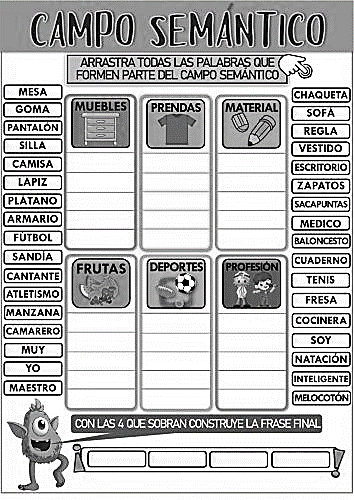 CAMPO SEMÁNTICO
ARRASTRA TODAS LAS PALABRAS QUE
FORMEN PARTE DEL CAMPO SEMÁNTICO
MESA
GOMA
PANTALÓN
SILLA
CAMISA
LÁPIZ
PLÁTANO
ARMARIO
FÚTBOL
SANDÍA
CANTANTE
ATLETISMO
MANZANA
CAMARERO
MUY
YO
MAESTRO
MUEBLES
PRENDAS
MATERIAL
FRUTAS
DEPORTES
PROFESIÓN
CHAQUETA
SOFÁ
REGLA
VESTIDO
ESCRITORIO
ZAPATOS
SACAPUNTAS
MEDICO
BALONCESTO
CUADERNO
TENIS
FRESA
COCINERA
SOY
NATACIÓN
INTELIGENTE
MELOCOTÓN
CON LAS 4 QUE SOBRAN CONSTRUYE LA FRASE FINAL
¡ !